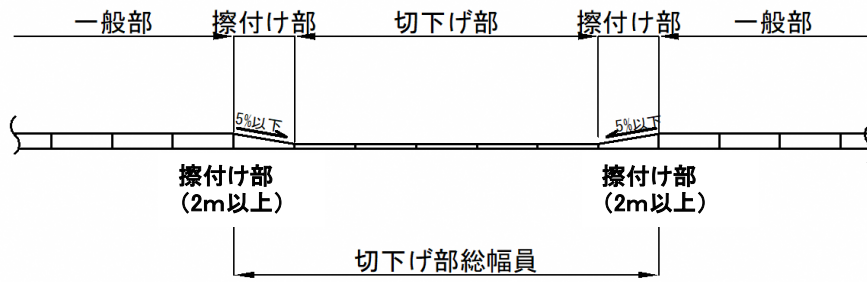 一般部
擦付け部
切下げ部
擦付け部
一般部
5%以下
5%以下
擦付け部
(2m以上)
擦付け部
(2m以上)
切下げ部総幅員